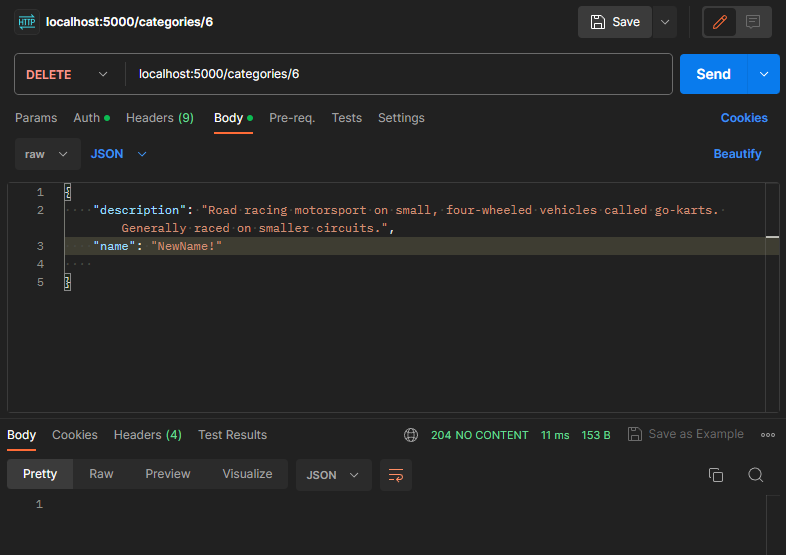 HTTP localhost:5000/categories/6 Save
DELETE localhost:5000/categories/6 Send
Params Auth Headers (9) Body Pre-req. Tests Settings Cookies
raw JSON Beautify
1 {
2 "description": "Road racing motorsport on small, four-wheeled vehicles called go-karts.
Generally raced on smaller circuits.",
3 "name": "NewName!"
4
5 }
Body Cookies Headers (4) Test Results 204 NO CONTENT 11 ms 153 B Save as Example
Pretty Raw Preview Visualize JSON
1